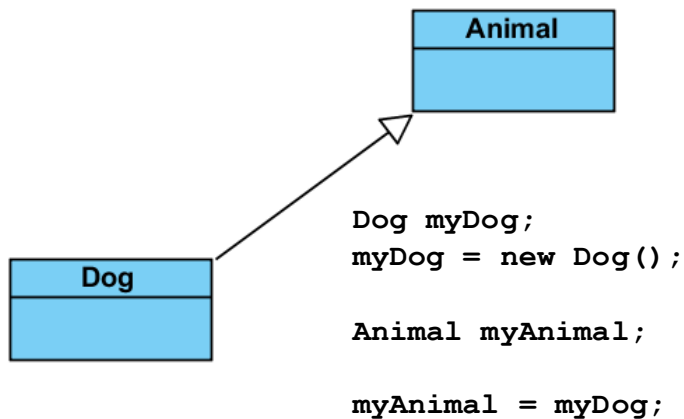 Animal
Dog myDog;
myDog = new Dog();
Dog
Animal myAnimal;
myAnimal = myDog;